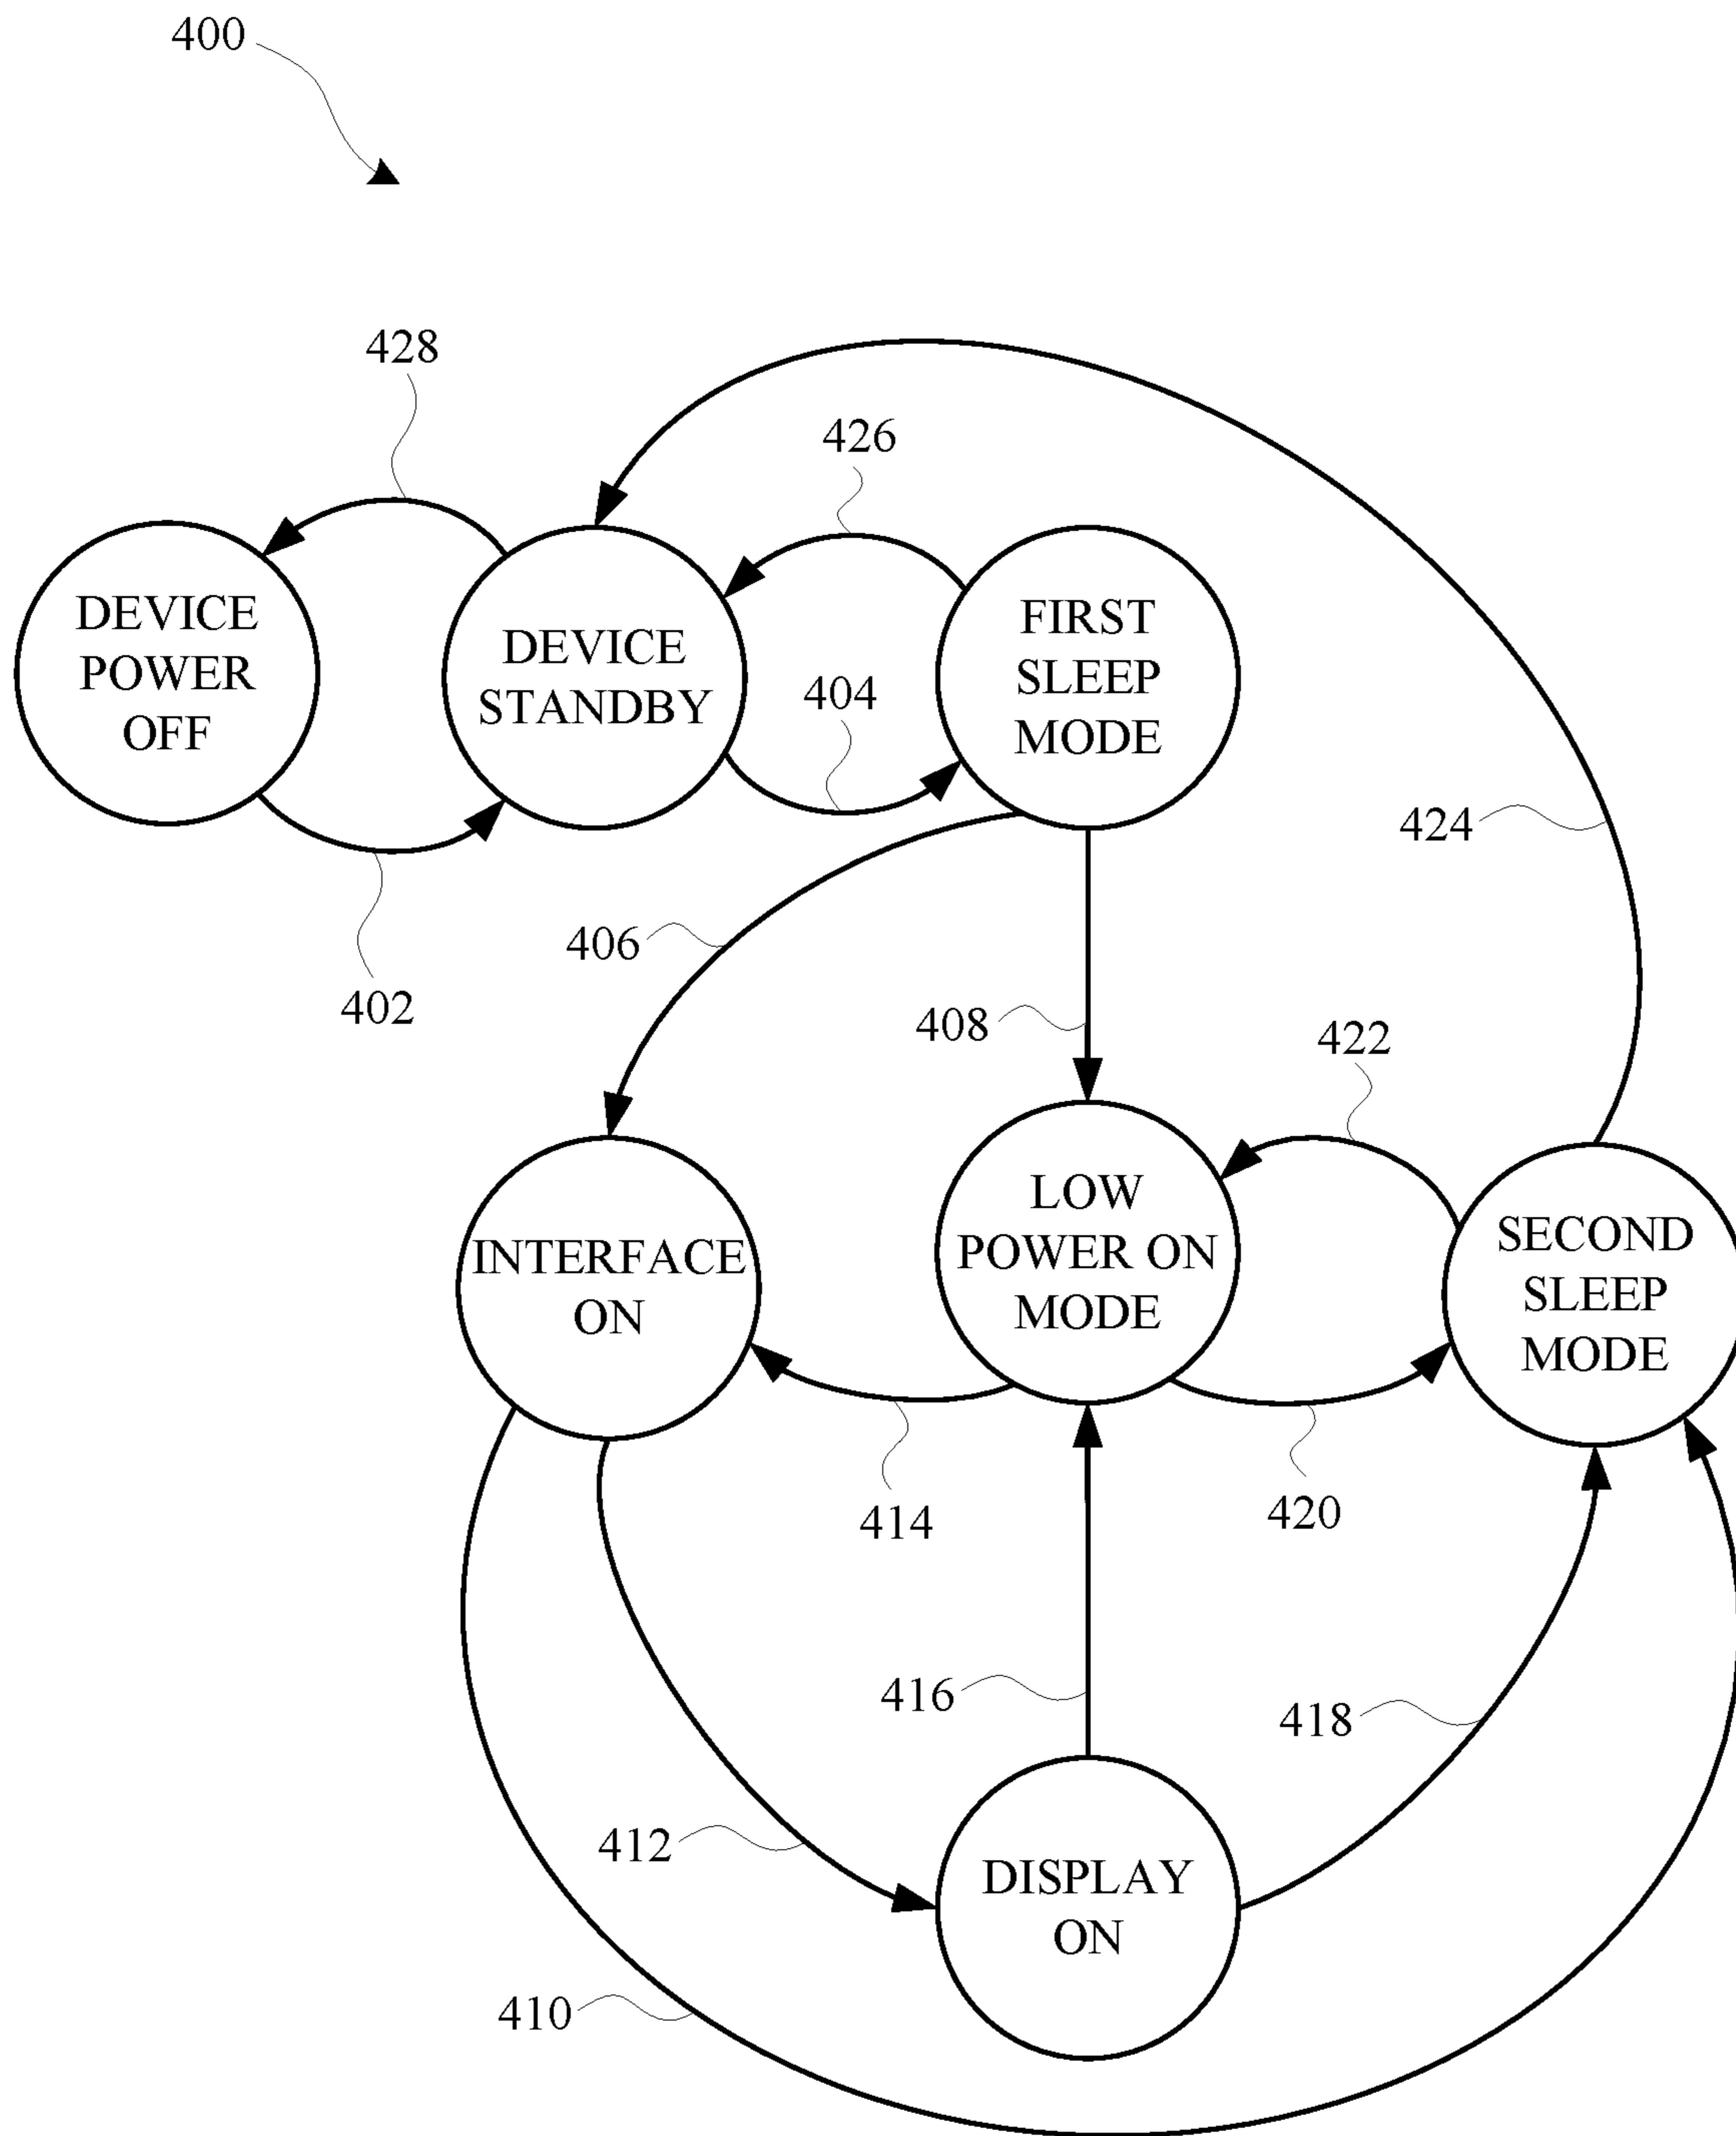 400
428
426
DEVICE
POWER
OFF
DEVICE
STANDBY
FIRST
SLEEP
MODE
404
424
406
402
408
422
INTERFACE
ON
LOW
POWER ON
MODE
SECOND
SLEEP
MODE
414
420
416
418
412
DISPLAY
ON
410